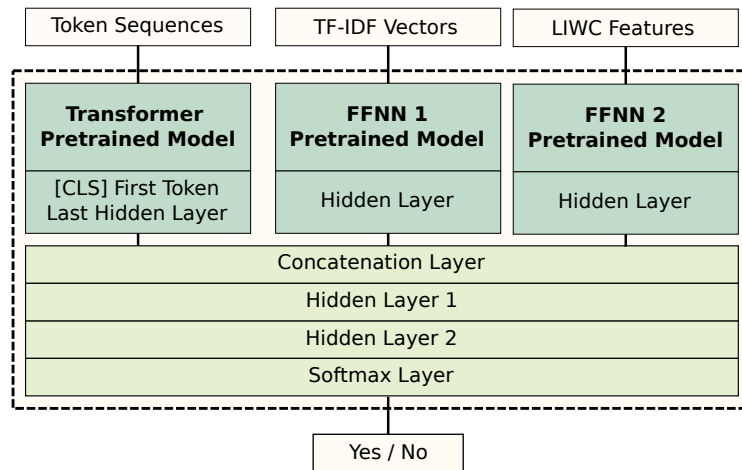 Token Sequences
TF-IDF Vectors
LIWC Features
Transformer
Pretrained Model
FFNN 1
Pretrained Model
FFNN 2
Pretrained Model
[CLS] First Token
Last Hidden Layer
Hidden Layer
Hidden Layer
Concatenation Layer
Hidden Layer 1
Hidden Layer 2
Softmax Layer
Yes / No